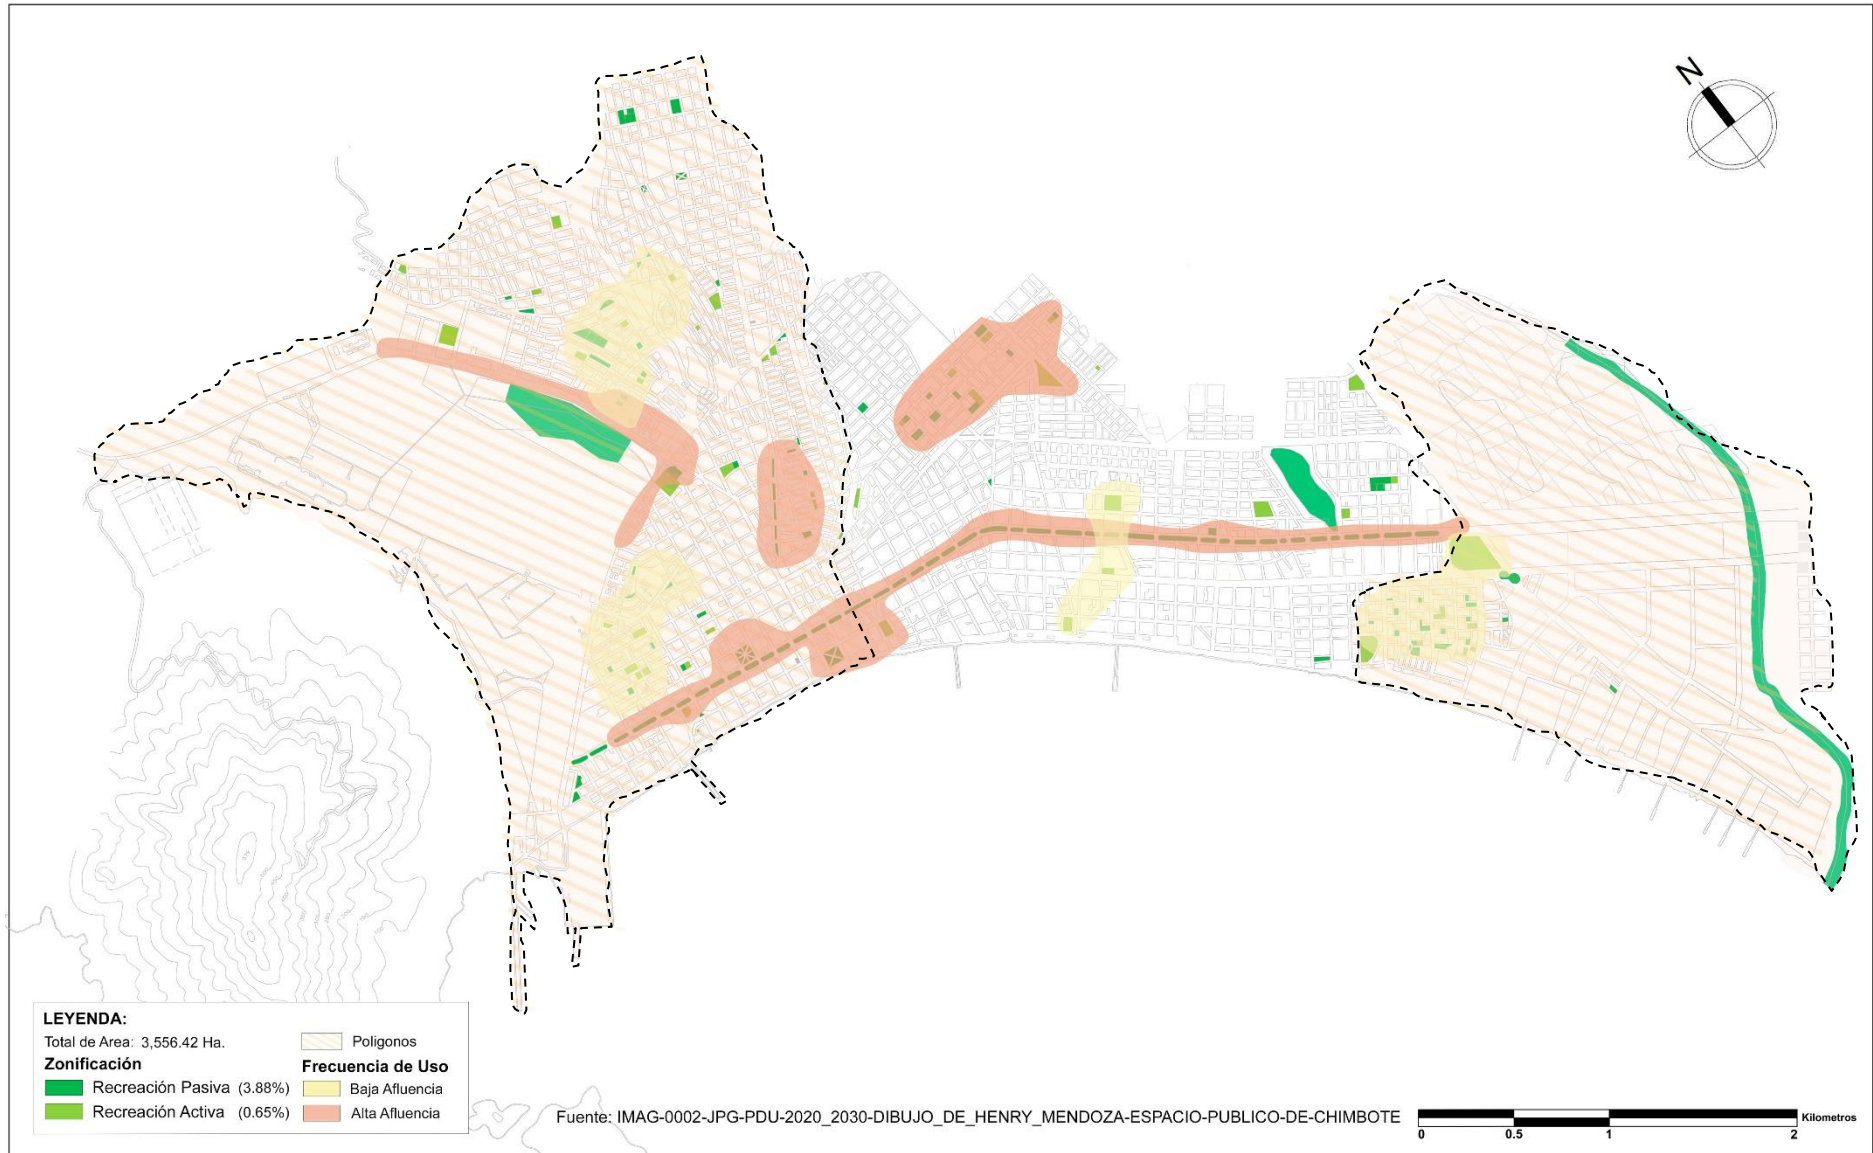 N
LEYENDA:
Total de Area: 3,556.42 Ha.
Poligonos
Zonificación
Frecuencia de Uso
Recreación Pasiva (3.88%)
Baja Afluencia
Recreación Activa (0.65%)
Alta Afluencia
Fuente: IMAG-0002-JPG-PDU-2020_2030-DIBUJO_DE_HENRY_MENDOZA-ESPACIO-PUBLICO-DE-CHIMBOTE
Kilometros
0 0.5 1 2